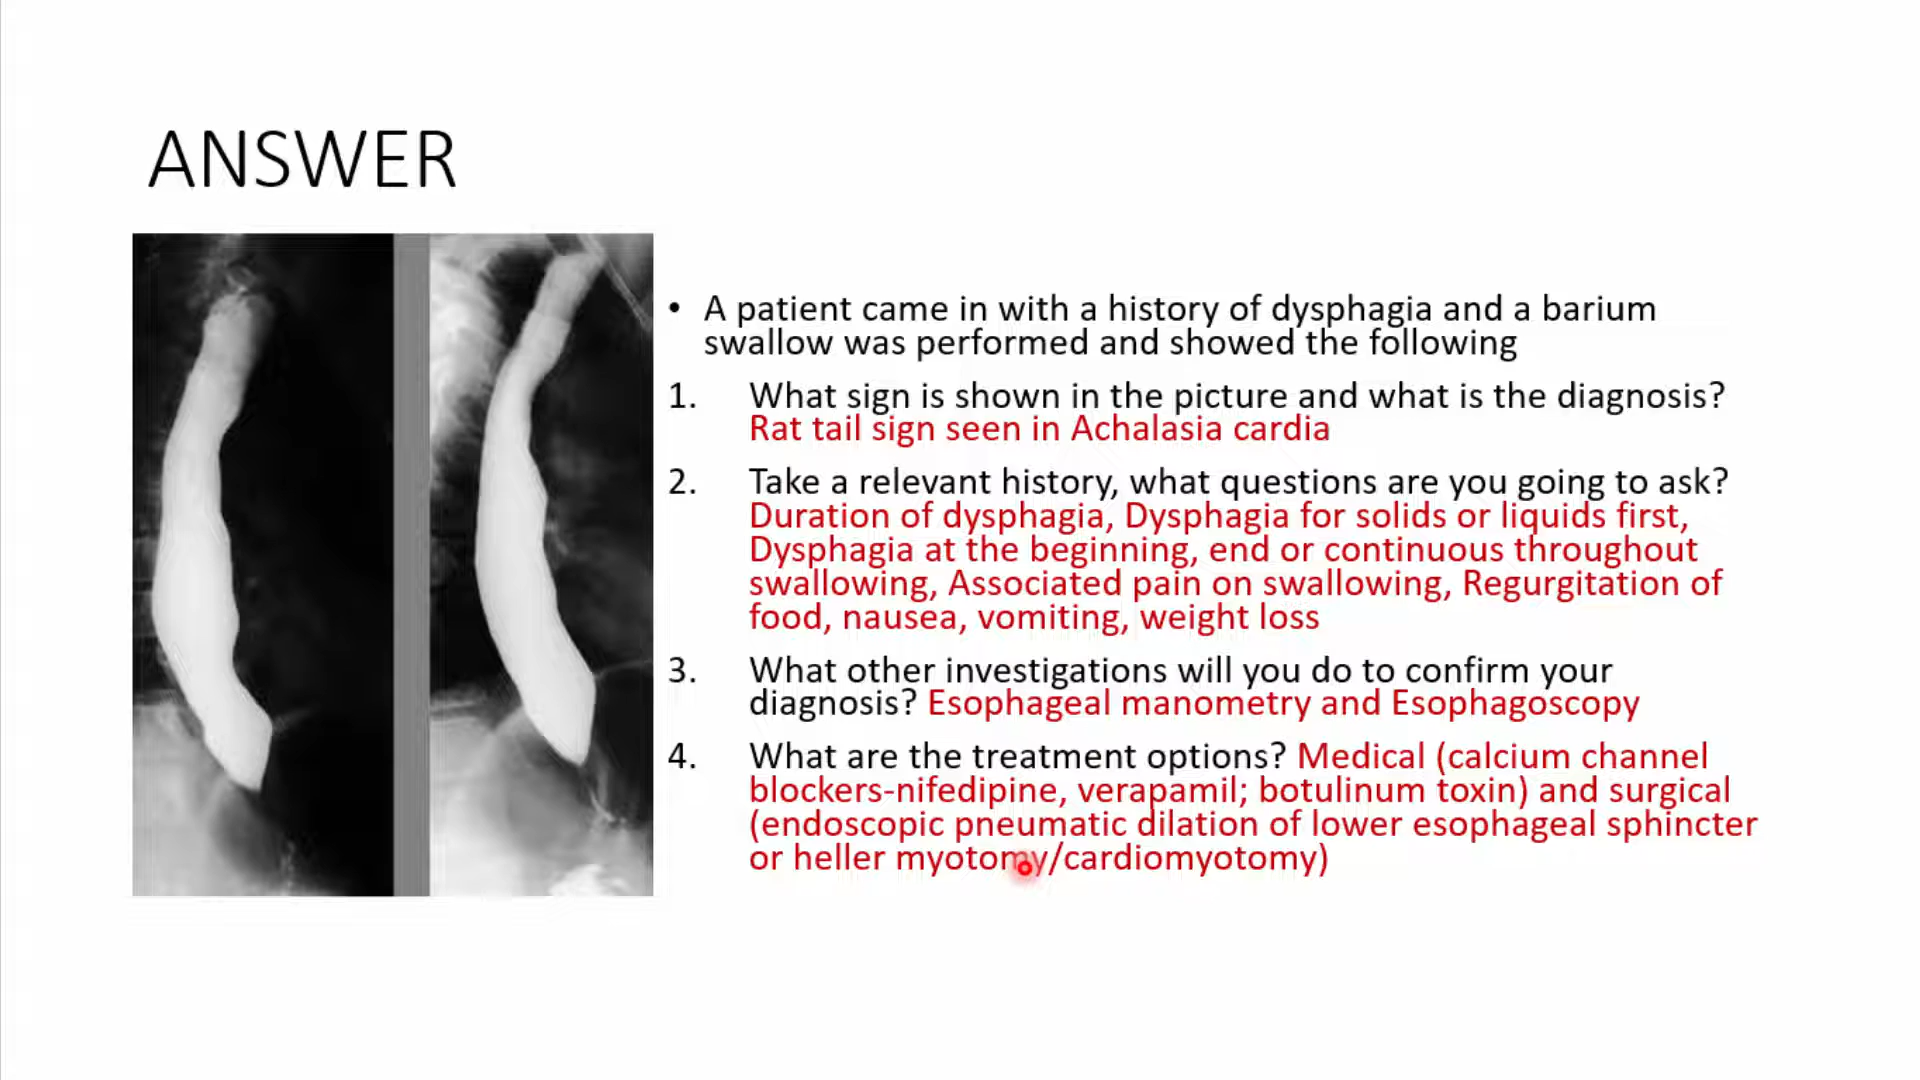 ANSWER
• A patient came in with a history of dysphagia and a barium
swallow was performed and showed the following
1. What sign is shown in the picture and what is the diagnosis?
Rat tail sign seen in Achalasia cardia
2. Take a relevant history, what questions are you going to ask?
Duration of dysphagia, Dysphagia for solids or liquids first,
Dysphagia at the beginning, end or continuous throughout
swallowing, Associated pain on swallowing, Regurgitation of
food, nausea, vomiting, weight loss
3. What other investigations will you do to confirm your
diagnosis? Esophageal manometry and Esophagoscopy
4. What are the treatment options? Medical (calcium channel
blockers-nifedipine, verapamil; botulinum toxin) and surgical
(endoscopic pneumatic dilation of lower esophageal sphincter
or heller myotomy/cardiomyotomy)